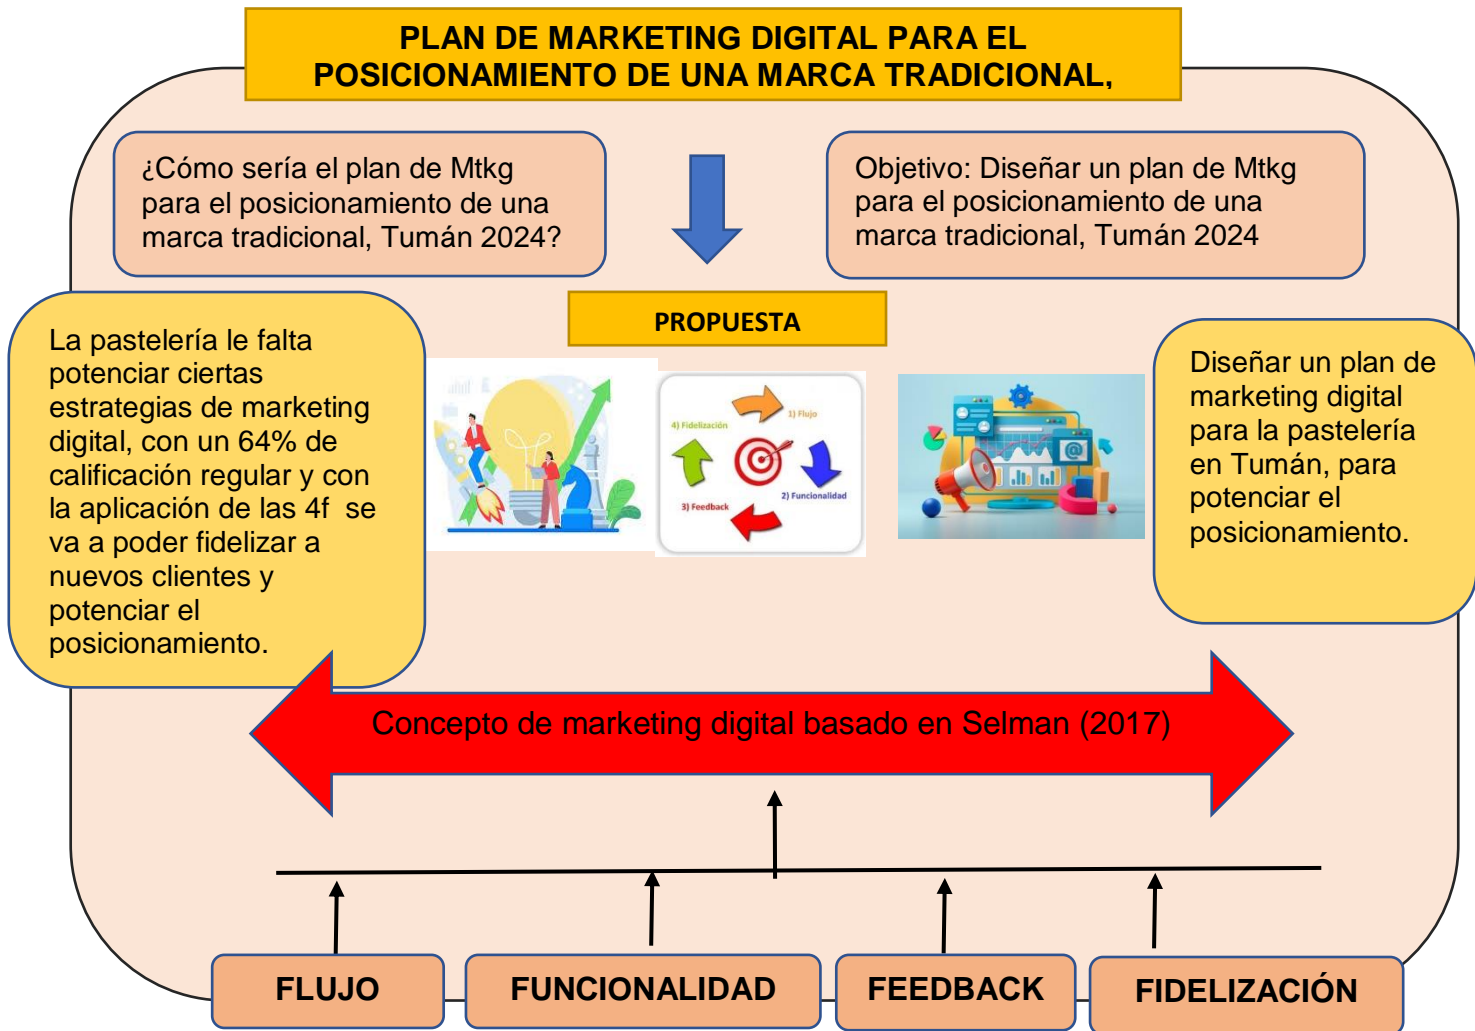 PLAN DE MARKETING DIGITAL PARA EL
POSICIONAMIENTO DE UNA MARCA TRADICIONAL,
¿Cómo sería el plan de Mtkg
para el posicionamiento de una
marca tradicional, Tumán 2024?
Objetivo: Diseñar un plan de Mtkg
para el posicionamiento de una
marca tradicional, Tumán 2024
PROPUESTA
La pastelería le falta
potenciar ciertas
estrategias de marketing
digital, con un 64% de
calificación regular y con
la aplicación de las 4f se
va a poder fidelizar a
nuevos clientes y
potenciar el
posicionamiento.
1) Flujo
2) Funcionalidad
3) Feedback
4) Fidelización
@
Diseñar un plan de
marketing digital
para la pastelería
en Tumán, para
potenciar el
posicionamiento.
Concepto de marketing digital basado en Selman (2017)
FLUJO
FUNCIONALIDAD
FEEDBACK
FIDELIZACIÓN